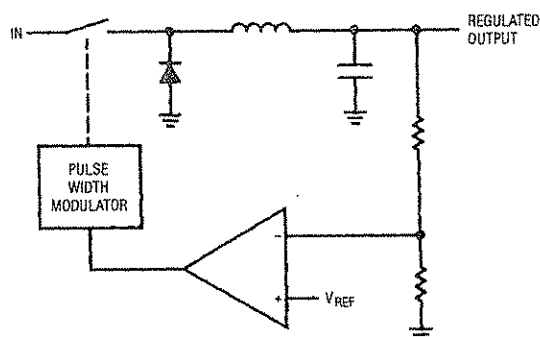 IN
REGULATED
OUTPUT
PULSE
WIDTH
MODULATOR
−
+
VREF